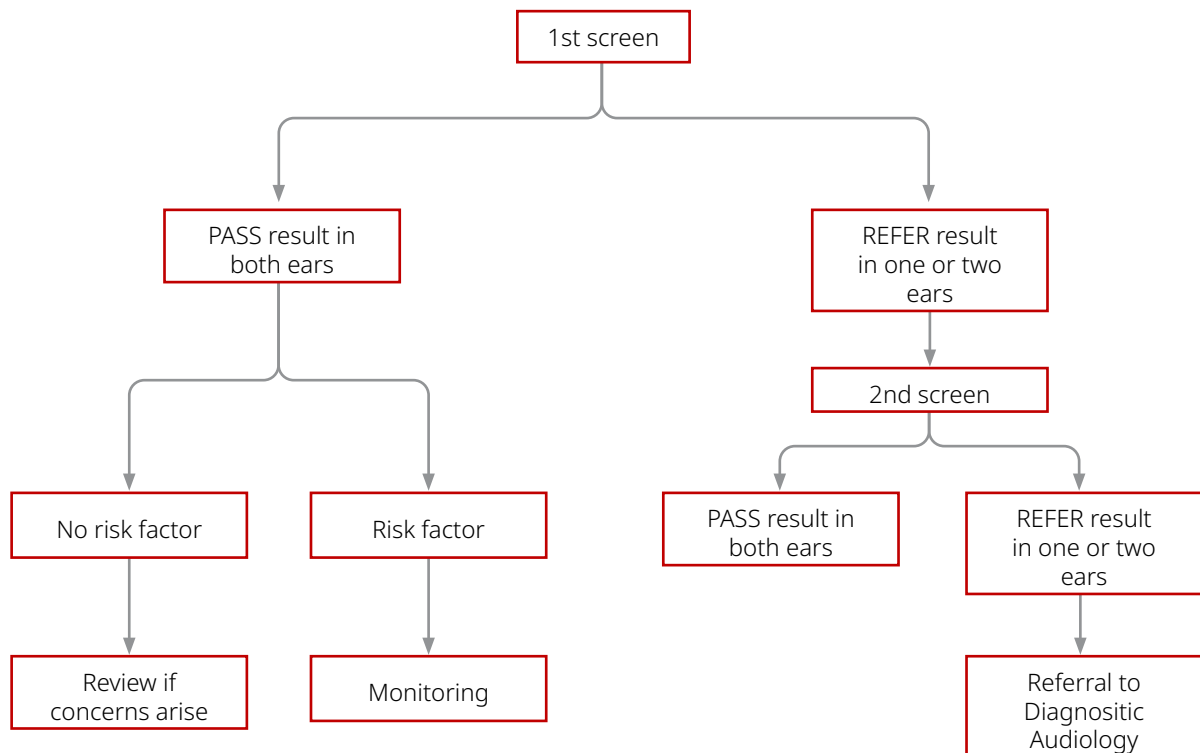 1st screen
PASS result in
both ears
REFER result
in one or two
ears
2nd screen
No risk factor
Risk factor
PASS result in
both ears
REFER result
in one or two
ears
Review if
concerns arise
Monitoring
Referral to
Diagnositic
Audiology